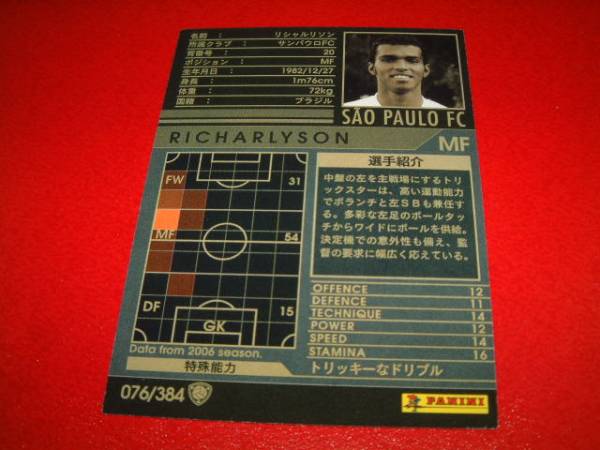 名前 : リシャルリソン
所属クラブ : サンパウロFC
背番号 : 20
ポジション : MF
生年月日 : 1982/12/27
身長 : 1m76cm
体重 : 72kg
国籍 : ブラジル
SÃO PAULO FC
RICHARLYSON
MF
FW
31
MF
54
DF
15
GK
Data from 2006 season.
選手紹介
中盤の左を主戦場にするトリ
ックスターは、高い運動能力
でボランチと左SBも兼任す
る。多彩な左足のボールタッ
チからワイドにボールを供給。
決定機での意外性も備え、監
督の要求に幅広く応えている。
OFFENCE 12
DEFENCE 11
TECHNIQUE 14
POWER 12
SPEED 14
STAMINA 16
特殊能力
トリッキーなドリブル
076/384
PANINI